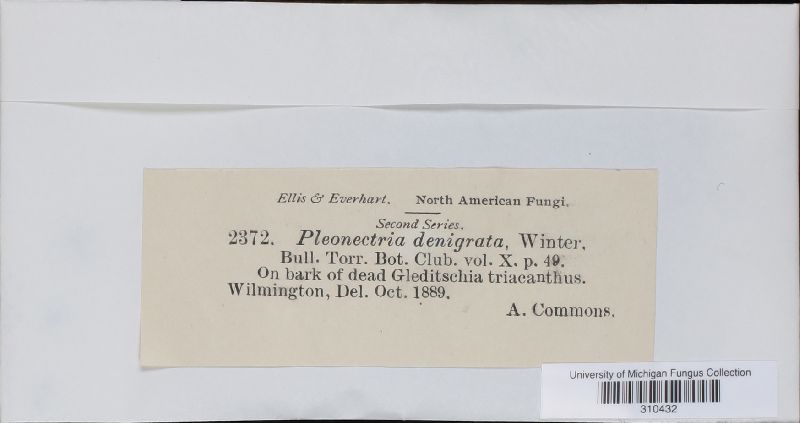 Ellis & Everhart. North American Fungi.
Second Series.
2372. Pleonectria denigrata, Winter.
Bull. Torr. Bot. Club. vol. X. p. 49.
On bark of dead Gleditschia triacanthus.
Wilmington, Del. Oct. 1889.
A. Commons.
University of Michigan Fungus Collection
310432